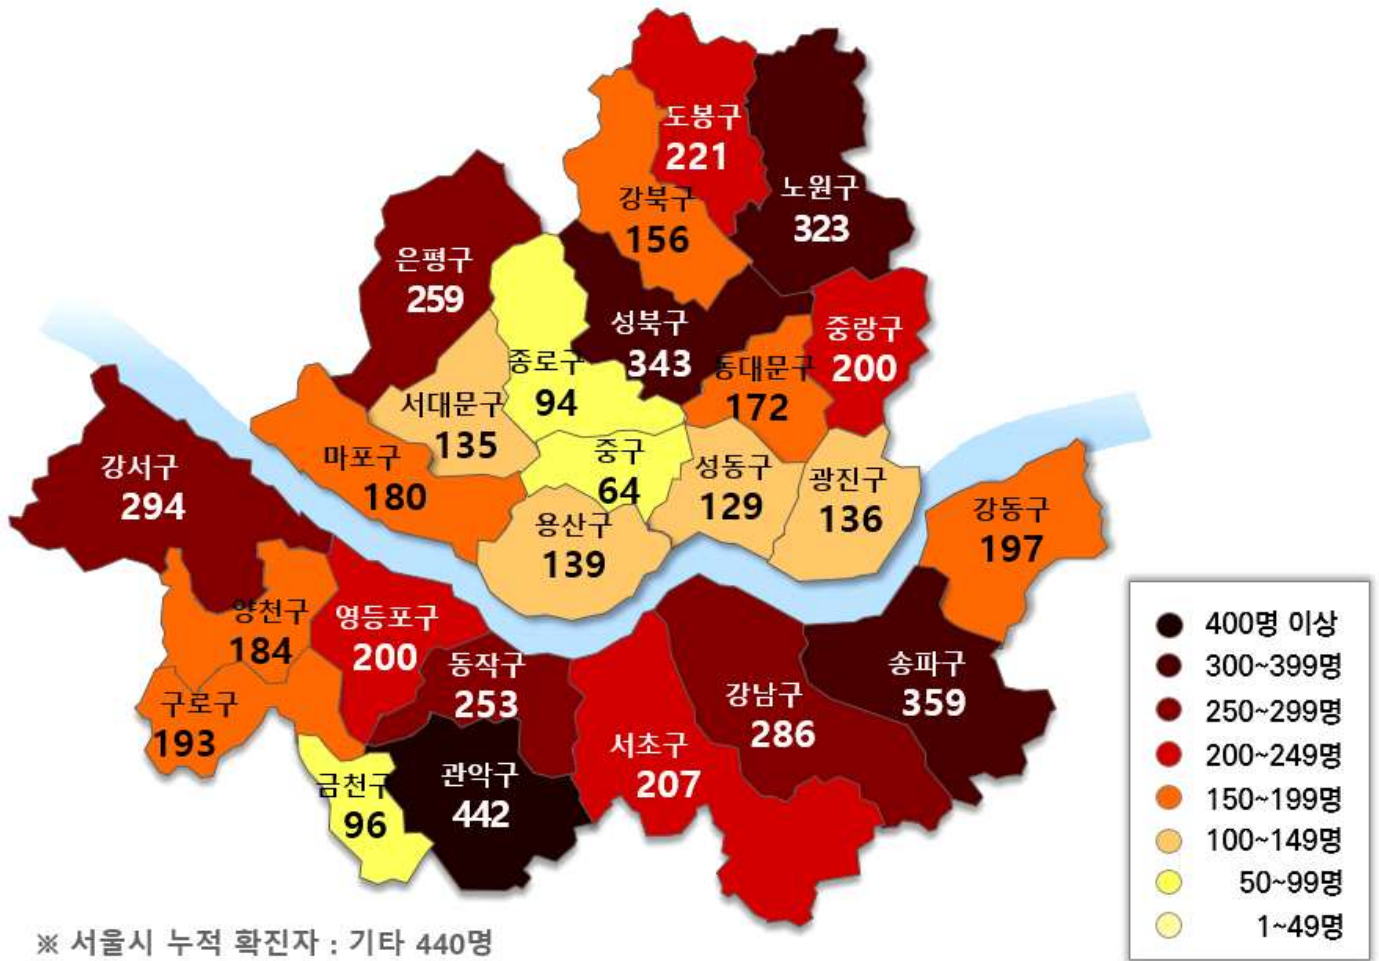 도봉구
221
노원구
323
강북구
156
은평구
259
성북구
343
중랑구
200
종로구
94
동대문구
172
서대문구
135
마포구
180
중구
64
성동구
129
광진구
136
강서구
294
용산구
139
강동구
197
양천구
184
영등포구
200
동작구
253
강남구
286
송파구
359
구로구
193
서초구
207
금천구
96
관악구
442
400명 이상
300~399명
250~299명
200~249명
150~199명
100~149명
50~99명
1~49명
※ 서울시 누적 확진자 : 기타 440명